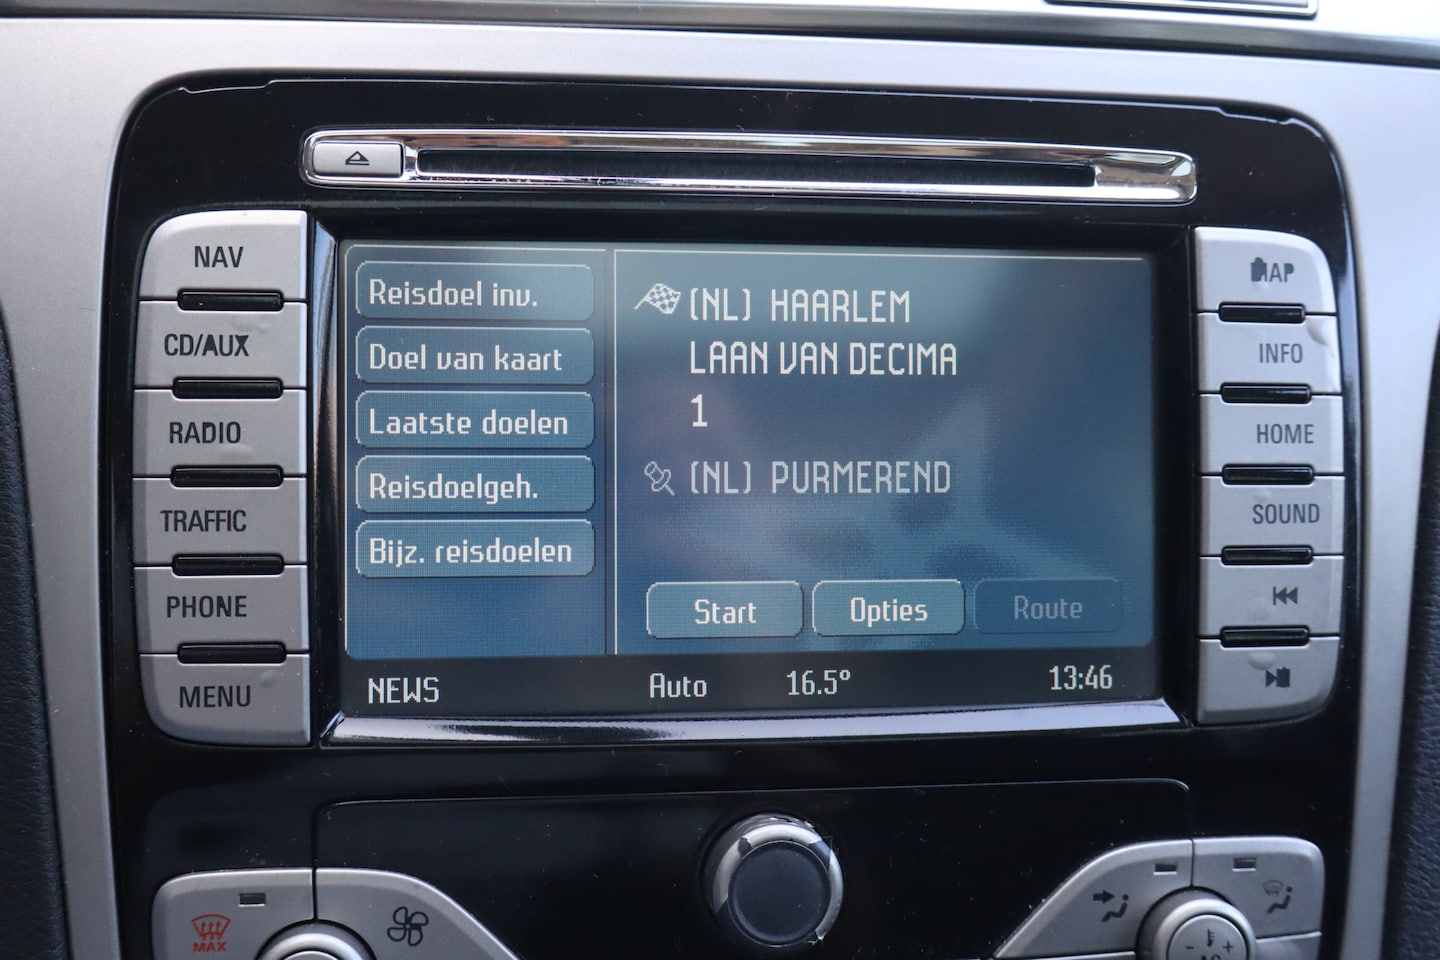 NAV
CD/AUX
RADIO
TRAFFIC
PHONE
MENU
Reisdoel inv.
Doel van kaart
Laatste doelen
Reisdoelgeh.
Bijz. reisdoelen
(NL) HAARLEM
LAAN VAN DECIMA
1
(NL) PURMEREND
Start
Opties
Route
NEWS
Auto
16.5°
13:46
MAP
INFO
HOME
SOUND
MAX